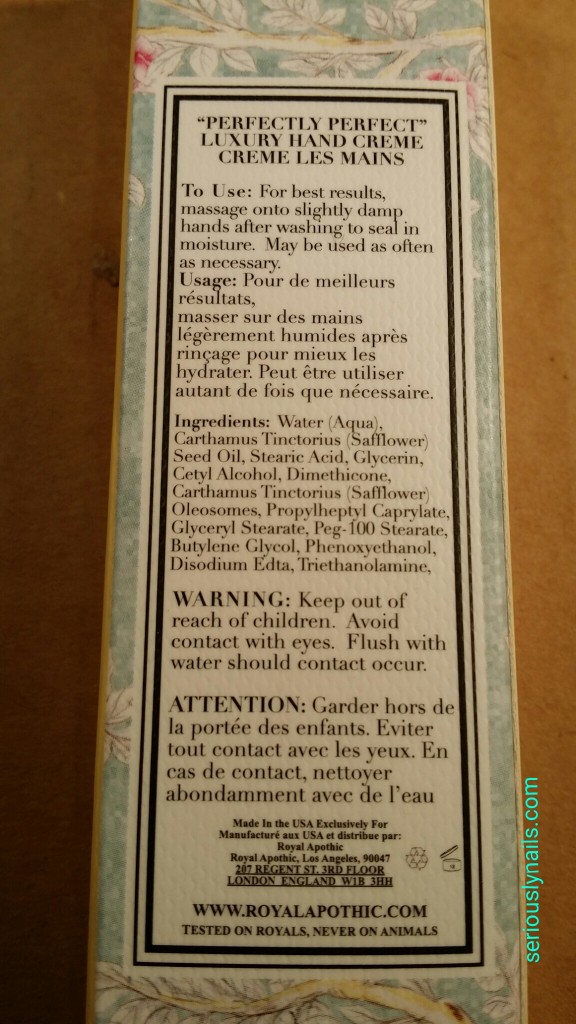 "PERFECTLY PERFECT"
LUXURY HAND CREME
CREME LES MAINS
To Use: For best results,
massage onto slightly damp
hands after washing to seal in
moisture. May be used as often
as necessary.
Usage: Pour de meilleurs
résultats,
masser sur des mains
légèrement humides après
rinçage pour mieux les
hydrater. Peut être utiliser
autant de fois que nécessaire.
Ingredients: Water (Aqua),
Carthamus Tinctorius (Safflower)
Seed Oil, Stearic Acid, Glycerin,
Cetyl Alcohol, Dimethicone,
Carthamus Tinctorius (Safflower)
Oleosomes, Propylheptyl Caprylate,
Glyceryl Stearate, Peg-100 Stearate,
Butylene Glycol, Phenoxyethanol,
Disodium Edta, Triethanolamine,
WARNING: Keep out of
reach of children. Avoid
contact with eyes. Flush with
water should contact occur.
ATTENTION: Garder hors de
la portée des enfants. Eviter
tout contact avec les yeux. En
cas de contact, nettoyer
abondamment avec de l'eau
Made In the USA Exclusively For
Manufacturé aux USA et distribue par:
Royal Apothic
Royal Apothic, Los Angeles, 90047
207 REGENT ST. 3RD FLOOR
LONDON ENGLAND W1B 3HH
WWW.ROYALAPOTHIC.COM
TESTED ON ROYALS, NEVER ON ANIMALS
seriouslynails.com